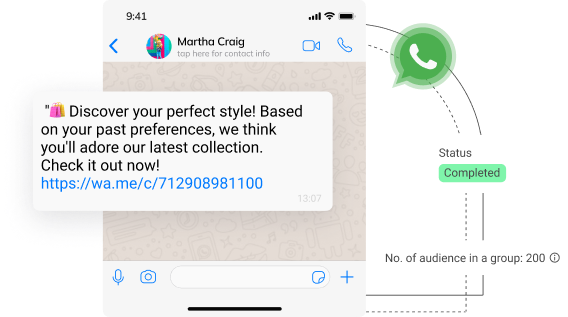 9:41
Martha Craig
tap here for contact info
"🛍️ Discover your perfect style! Based
on your past preferences, we think
you'll adore our latest collection.
Check it out now!
https://wa.me/c/712908981100
13:07
Status
Completed
No. of audience in a group: 200